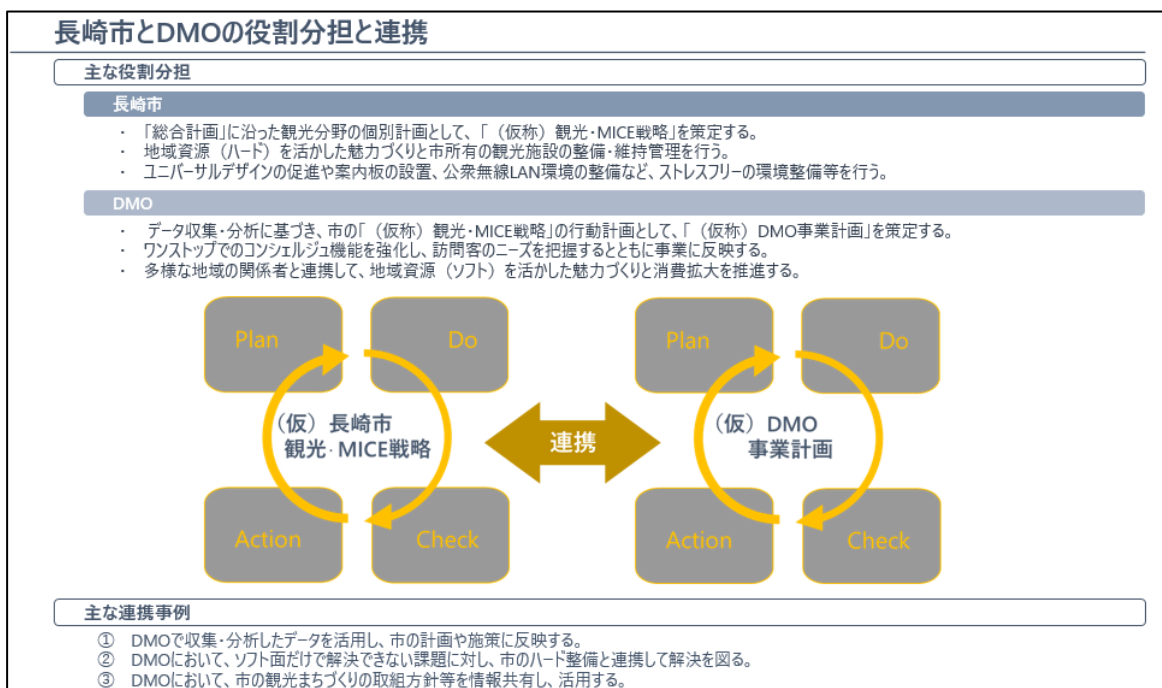 長崎市とDMOの役割分担と連携
主な役割分担
長崎市
・ 「総合計画」に沿った観光分野の個別計画として、「（仮称）観光・MICE戦略」を策定する。
・ 地域資源（ハード）を活かした魅力づくりと市所有の観光施設の整備・維持管理を行う。
・ ユニバーサルデザインの促進や案内板の設置、公衆無線LAN環境の整備など、ストレスフリーの環境整備等を行う。
DMO
・ データ収集・分析に基づき、市の「（仮称）観光・MICE戦略」の行動計画として、「（仮称）DMO事業計画」を策定する。
・ ワンストップでのコンシェルジュ機能を強化し、訪問客のニーズを把握するとともに事業に反映する。
・ 多様な地域の関係者と連携して、地域資源（ソフト）を活かした魅力づくりと消費拡大を推進する。
Plan
Do
（仮）長崎市
観光・MICE戦略
Action
Check
連携
Plan
Do
（仮）DMO
事業計画
Action
Check
主な連携事例
① DMOで収集・分析したデータを活用し、市の計画や施策に反映する。
② DMOにおいて、ソフト面だけで解決できない課題に対し、市のハード整備と連携して解決を図る。
③ DMOにおいて、市の観光まちづくりの取組方針等を情報共有し、活用する。